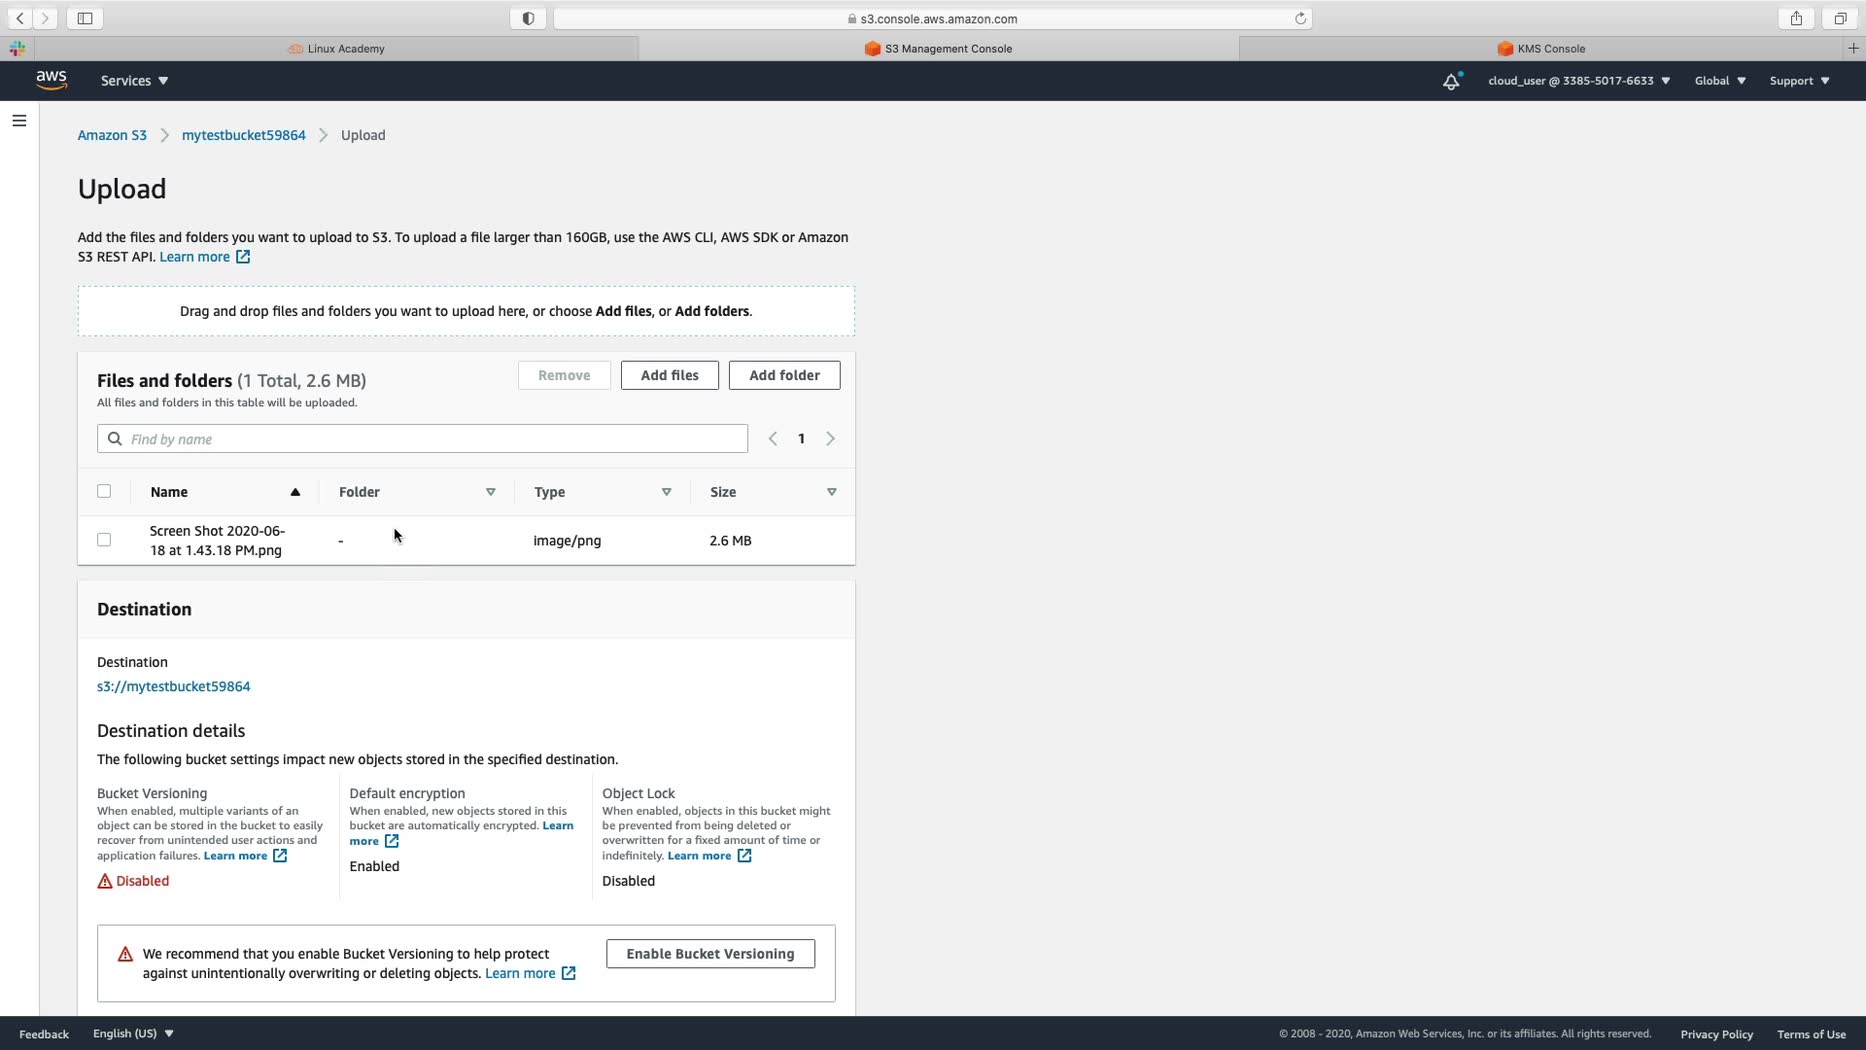 s3.console.aws.amazon.com
Linux Academy
S3 Management Console
KMS Console
aws
Services
cloud_user @ 3385-5017-6633
Global
Support
Amazon S3
mytestbucket59864
Upload
Upload
Add the files and folders you want to upload to S3. To upload a file larger than 160GB, use the AWS CLI, AWS SDK or Amazon
S3 REST API. Learn more
Drag and drop files and folders you want to upload here, or choose Add files, or Add folders.
Files and folders (1 Total, 2.6 MB)
Remove
Add files
Add folder
All files and folders in this table will be uploaded.
Find by name
1
Name
Folder
Type
Size
Screen Shot 2020-06-
18 at 1.43.18 PM.png
-
image/png
2.6 MB
Destination
Destination
s3://mytestbucket59864
Destination details
The following bucket settings impact new objects stored in the specified destination.
Bucket Versioning
When enabled, multiple variants of an
object can be stored in the bucket to easily
recover from unintended user actions and
application failures. Learn more
Disabled
Default encryption
When enabled, new objects stored in this
bucket are automatically encrypted. Learn
more
Enabled
Object Lock
When enabled, objects in this bucket might
be prevented from being deleted or
overwritten for a fixed amount of time or
indefinitely. Learn more
Disabled
We recommend that you enable Bucket Versioning to help protect
against unintentionally overwriting or deleting objects. Learn more
Enable Bucket Versioning
Feedback
English (US)
© 2008 - 2020, Amazon Web Services, Inc. or its affiliates. All rights reserved.
Privacy Policy
Terms of Use